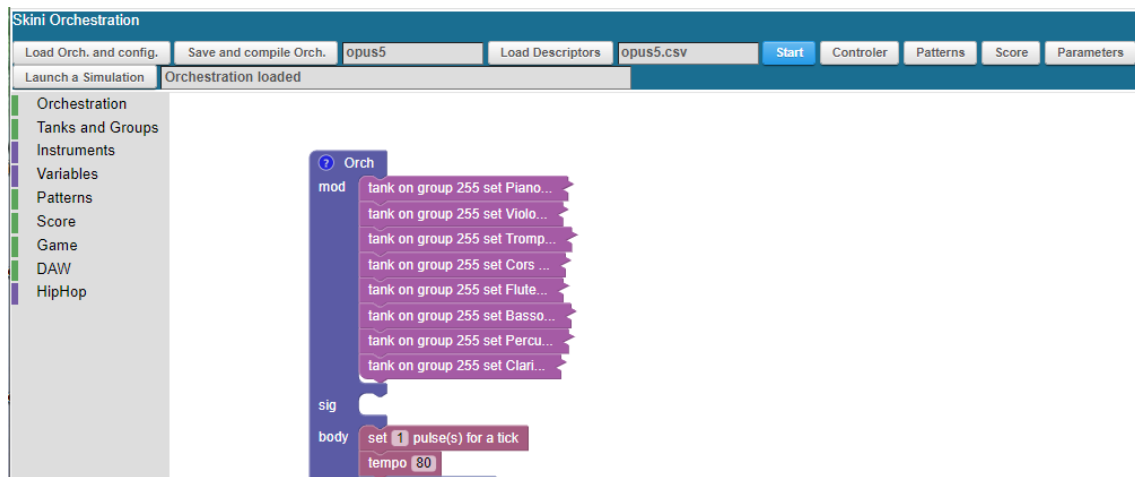 Skini Orchestration
Load Orch. and config. Save and compile Orch. opus5 Load Descriptors opus5.csv Start Controler Patterns Score Parameters
Launch a Simulation Orchestration loaded
Orchestration
Tanks and Groups
Instruments
Variables
Patterns
Score
Game
DAW
HipHop
? Orch
mod tank on group 255 set Piano...
tank on group 255 set Violo...
tank on group 255 set Tromp...
tank on group 255 set Cors ...
tank on group 255 set Flute...
tank on group 255 set Basso...
tank on group 255 set Percu...
tank on group 255 set Clari...
sig
body set 1 pulse(s) for a tick
tempo 80